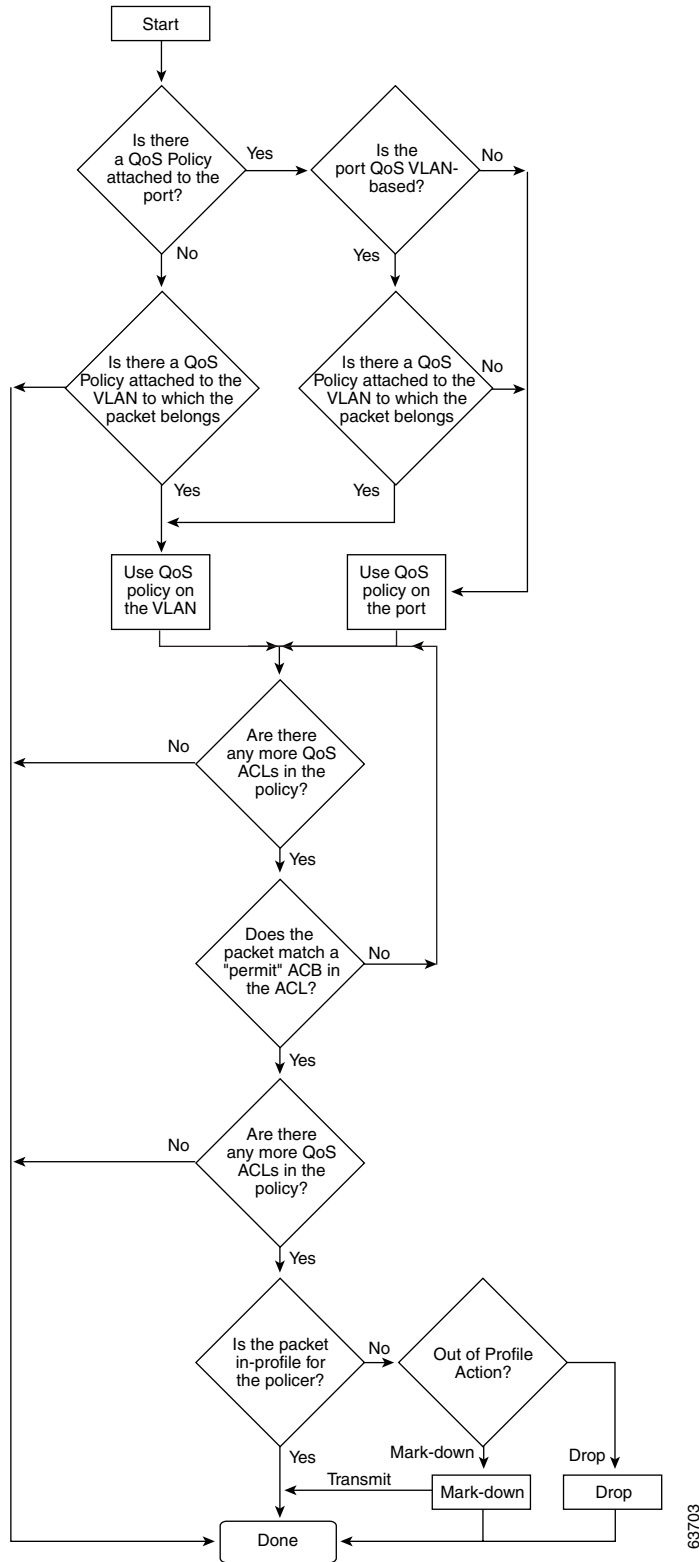 Start
Is there
a QoS Policy
attached to the
port?
Yes
Is the
port QoS VLAN-
based?
No
No
Yes
Is there a QoS
Policy attached to the
VLAN to which the
packet belongs
Is there a QoS
Policy attached to the
VLAN to which the
packet belongs
No
Yes
Yes
Use QoS
policy on
the VLAN
Use QoS
policy on
the port
Are there
any more QoS
ACLs in the
policy?
No
Yes
Does the
packet match a
"permit" ACB in
the ACL?
No
Yes
Are there
any more QoS
ACLs in the
policy?
No
Yes
Is the packet
in-profile for
the policer?
No
Out of Profile
Action?
Yes
Mark-down
Drop
Transmit
Mark-down
Drop
Done
63703